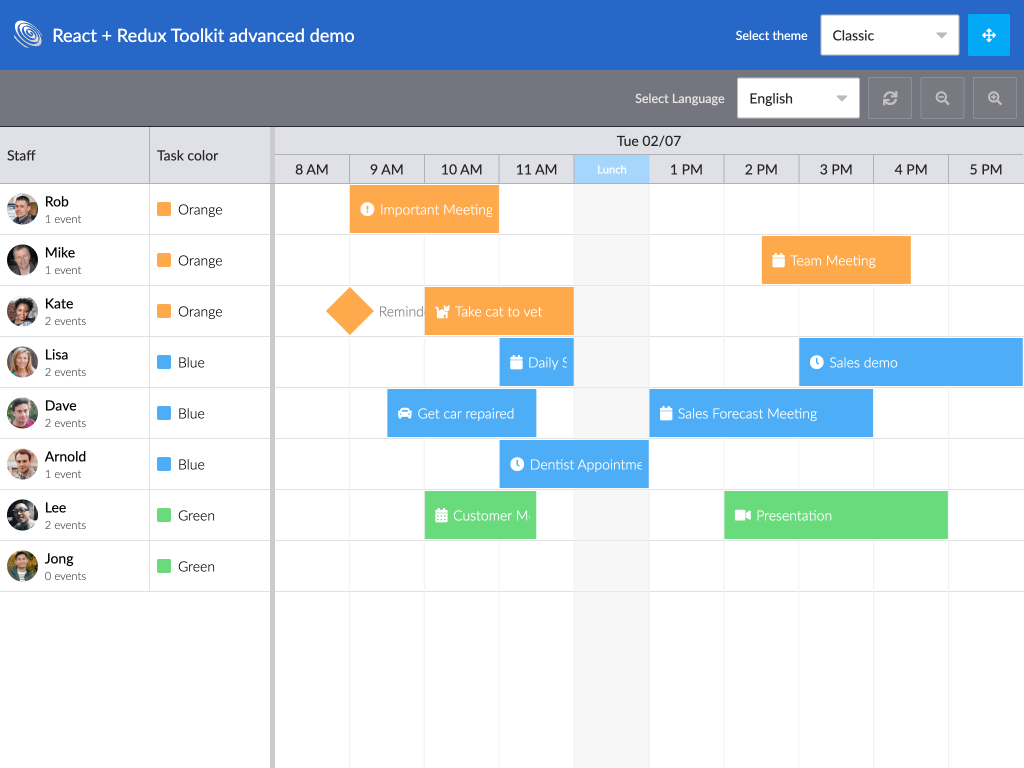 React + Redux Toolkit advanced demo
Select theme
Classic
Select Language
English
Staff
Task color
Tue 02/07
8 AM
9 AM
10 AM
11 AM
Lunch
1 PM
2 PM
3 PM
4 PM
5 PM
Rob
1 event
Orange
Important Meeting
Mike
1 event
Orange
Team Meeting
Kate
2 events
Orange
Remind
Take cat to vet
Lisa
2 events
Blue
Daily S
Sales demo
Dave
2 events
Blue
Get car repaired
Sales Forecast Meeting
Arnold
1 event
Blue
Dentist Appointme
Lee
2 events
Green
Customer M
Presentation
Jong
0 events
Green